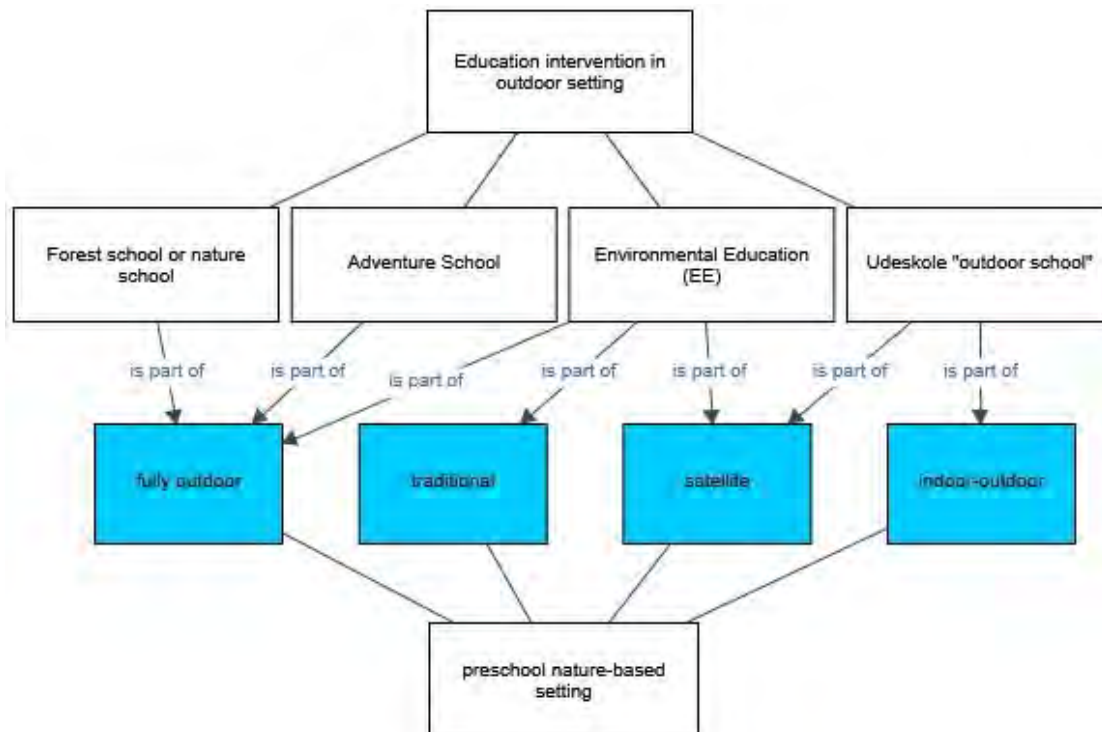 Education intervention in
outdoor setting
Forest school or nature
school
Adventure School
Environmental Education
(EE)
Udeskole "outdoor school"
is part of
is part of
is part of
is part of
is part of
is part of
is part of
fully outdoor
traditional
satellite
indoor-outdoor
preschool nature-based
setting